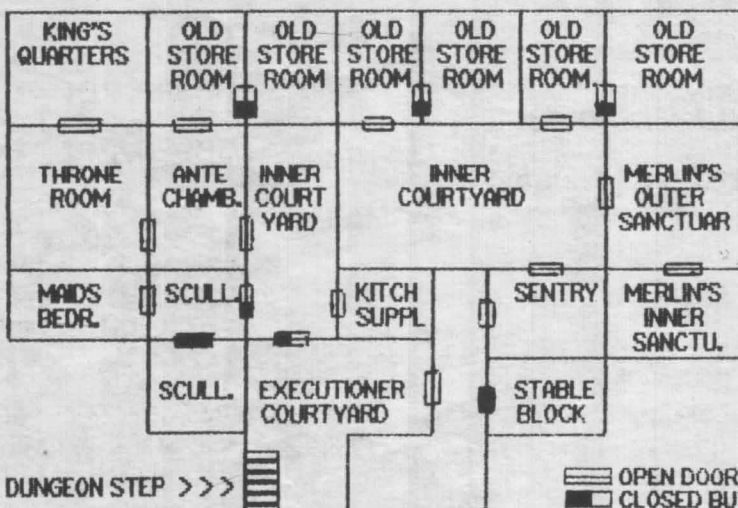 KING'S
QUARTERS
OLD
STORE
ROOM
OLD
STORE
ROOM
OLD
STORE
ROOM
OLD
STORE
ROOM
OLD
STORE
ROOM
OLD
STORE
ROOM
THRONE
ROOM
ANTE
CHAMB.
INNER
COURT
YARD
INNER
COURTYARD
MERLIN'S
OUTER
SANCTUAR
MAIDS
BEDR.
SCULL.
KITCH
SUPPL
SENTRY
MERLIN'S
INNER
SANCTU.
SCULL.
EXECUTIONER
COURTYARD
STABLE
BLOCK
DUNGEON STEP >>>
OPEN DOOR
CLOSED BU